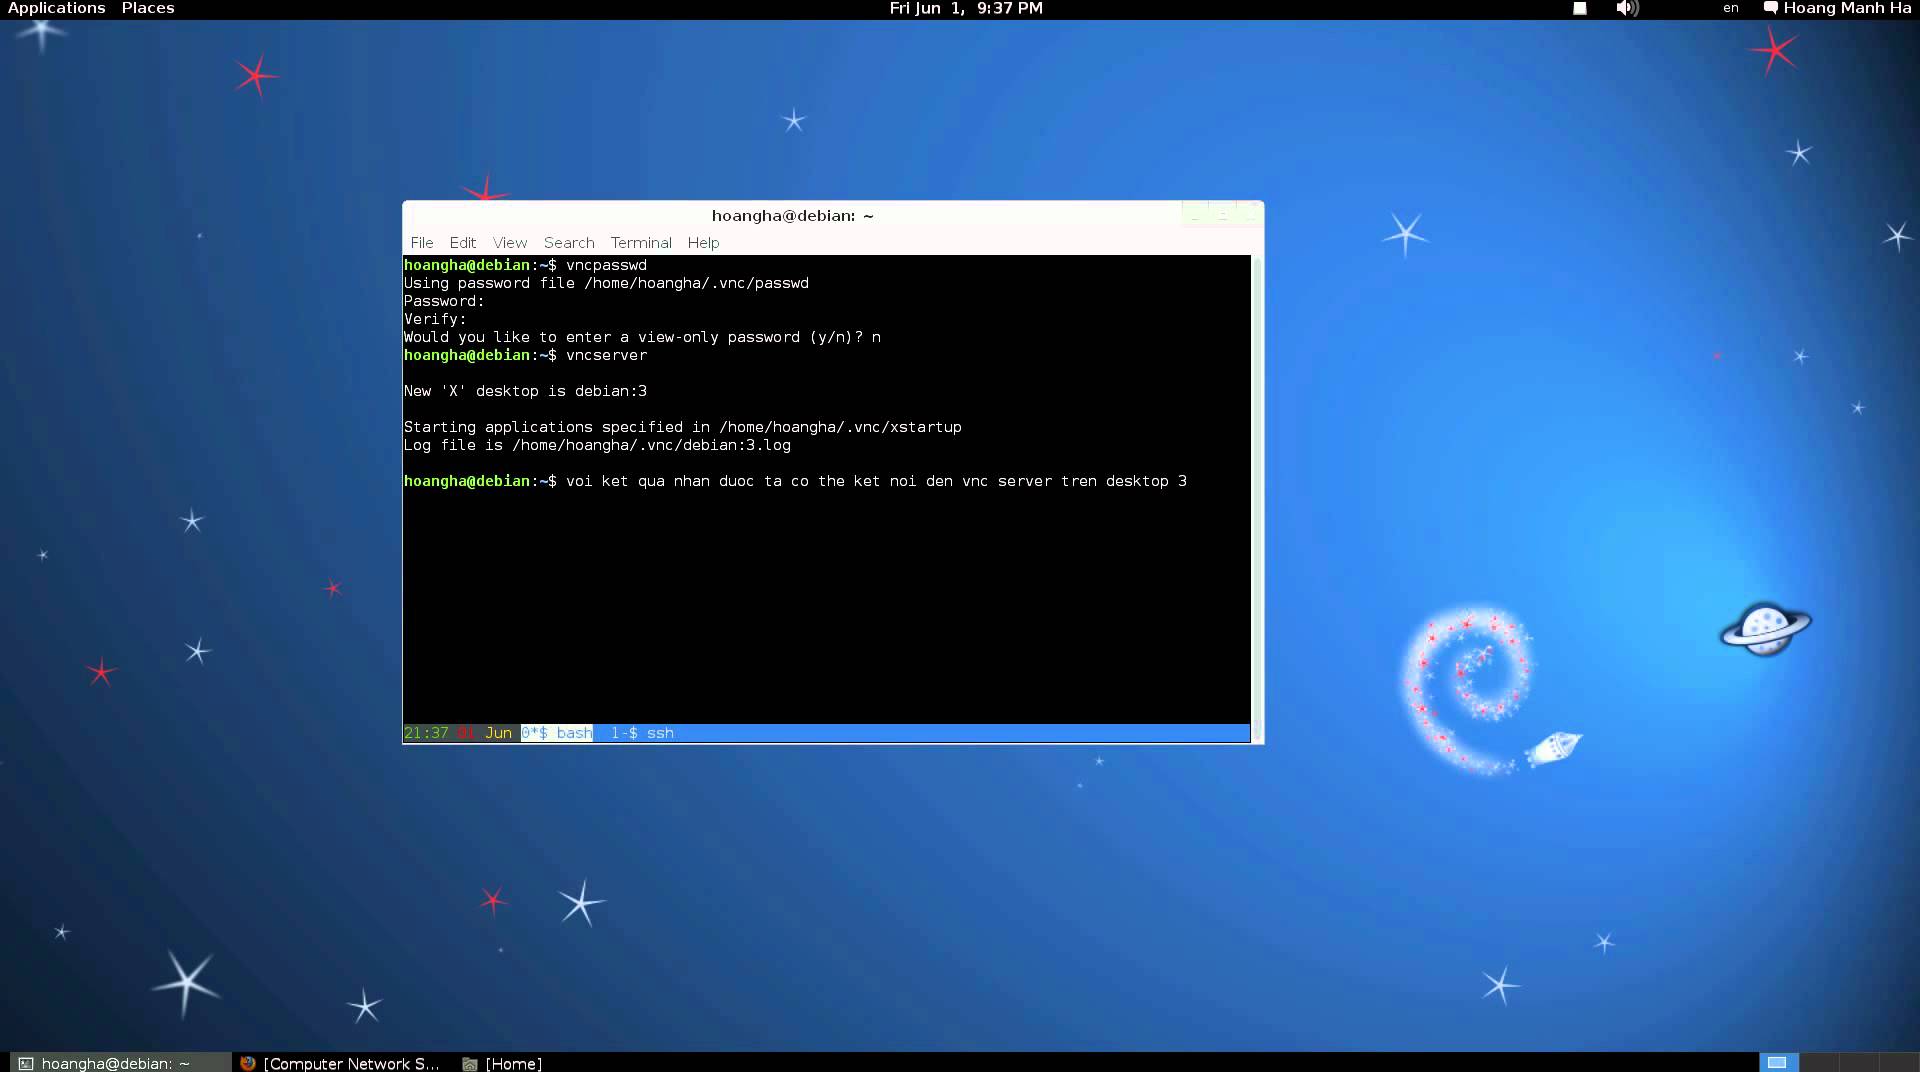 Applications Places Fri Jun 1, 9:37 PM en Hoang Manh Ha
hoangha@debian: ~
File Edit View Search Terminal Help
hoangha@debian:~$ vncpasswd
Using password file /home/hoangha/.vnc/passwd
Password:
Verify:
Would you like to enter a view-only password (y/n)? n
hoangha@debian:~$ vncserver
New 'X' desktop is debian:3
Starting applications specified in /home/hoangha/.vnc/xstartup
Log file is /home/hoangha/.vnc/debian:3.log
hoangha@debian:~$ voi ket qua nhan duoc ta co the ket noi den vnc server tren desktop 3
21:37 01 Jun 0*$ bash 1-$ ssh
hoangha@debian: ~ [Computer Network S... [Home]